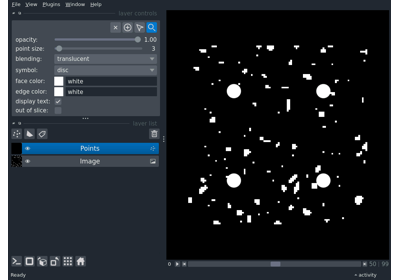 File View Plugins Window Help
layer controls
opacity: 1.00
point size: 3
blending: translucent
symbol: disc
face color: white
edge color: white
display text:
out of slice:
layer list
Points
Image
50 99
Ready activity